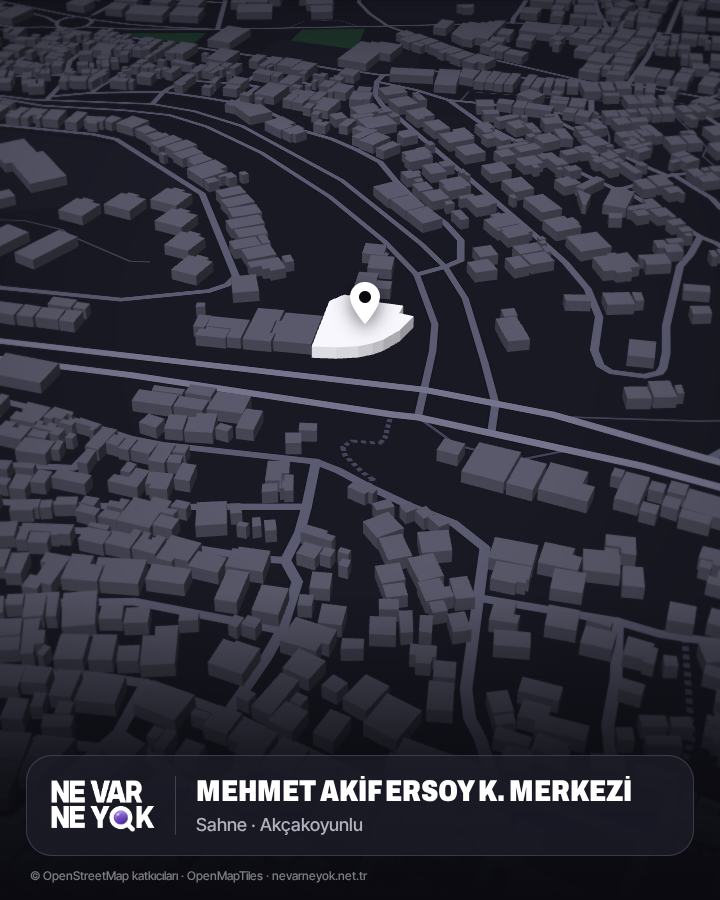 NE VAR
NE YOK
MEHMET AKİF ERSOY K. MERKEZİ
Sahne · Akçakoyunlu
© OpenStreetMap katkıcıları · OpenMapTiles · nevarneyok.net.tr